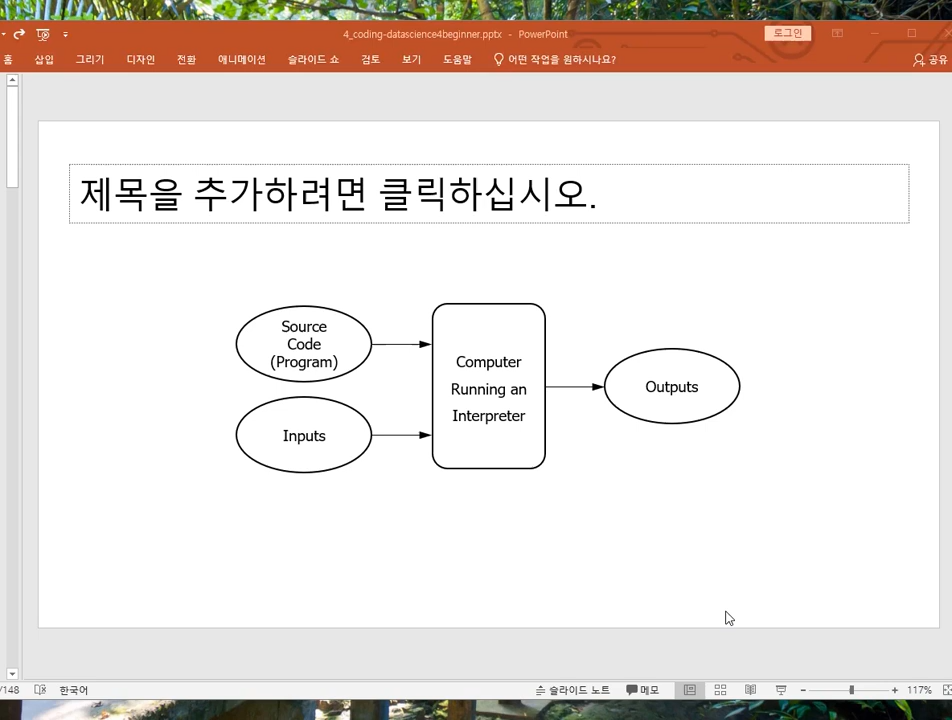 4_coding-datascience4beginner.pptx - PowerPoint
로그인
홈 삽입 그리기 디자인 전환 애니메이션 슬라이드 쇼 검토 보기 도움말 어떤 작업을 원하시나요? 공유
제목을 추가하려면 클릭하십시오.
Source
Code
(Program)
Inputs
Computer
Running an
Interpreter
Outputs
/148 한국어 슬라이드 노트 메모 117%